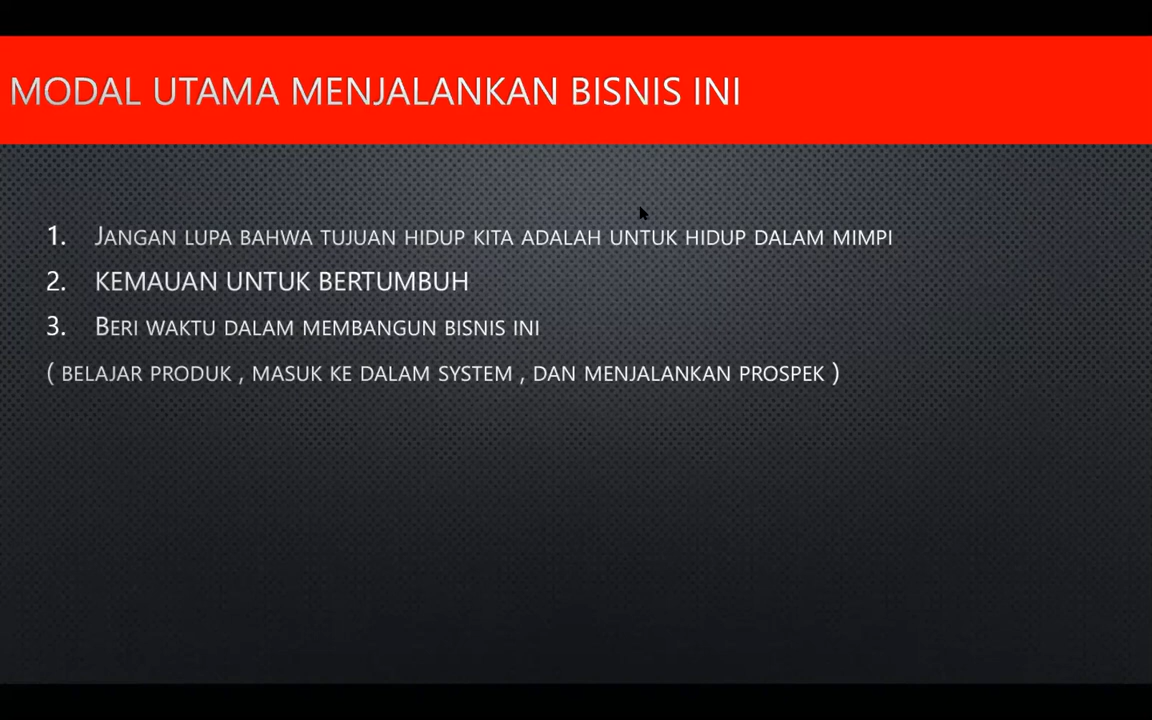 MODAL UTAMA MENJALANKAN BISNIS INI
1. JANGAN LUPA BAHWA TUJUAN HIDUP KITA ADALAH UNTUK HIDUP DALAM MIMPI
2. KEMAUAN UNTUK BERTUMBUH
3. BERI WAKTU DALAM MEMBANGUN BISNIS INI
( BELAJAR PRODUK , MASUK KE DALAM SYSTEM , DAN MENJALANKAN PROSPEK )